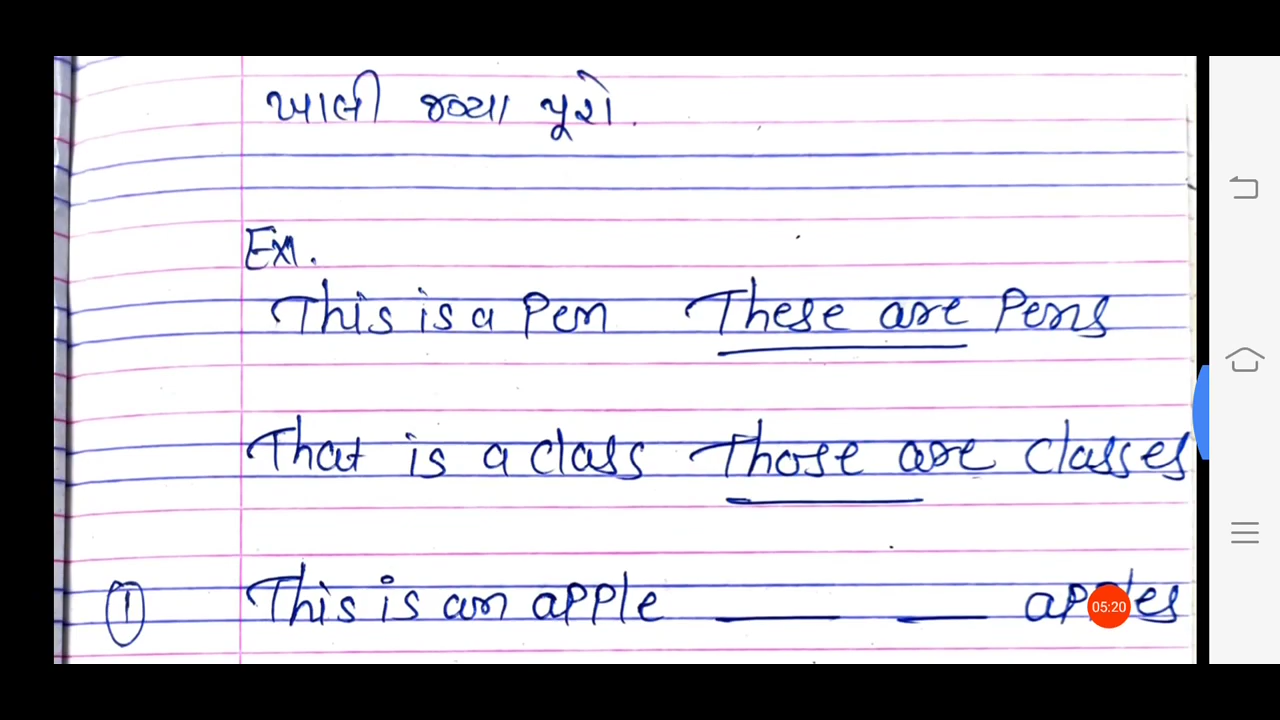 ખાલી જગ્યા પૂરો.
Ex.
This is a Pen These are Pens
That is a class Those are classes
① This is an apple ___ ___ apples
05:20